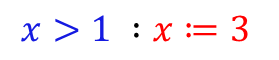 x > 1 : x := 3